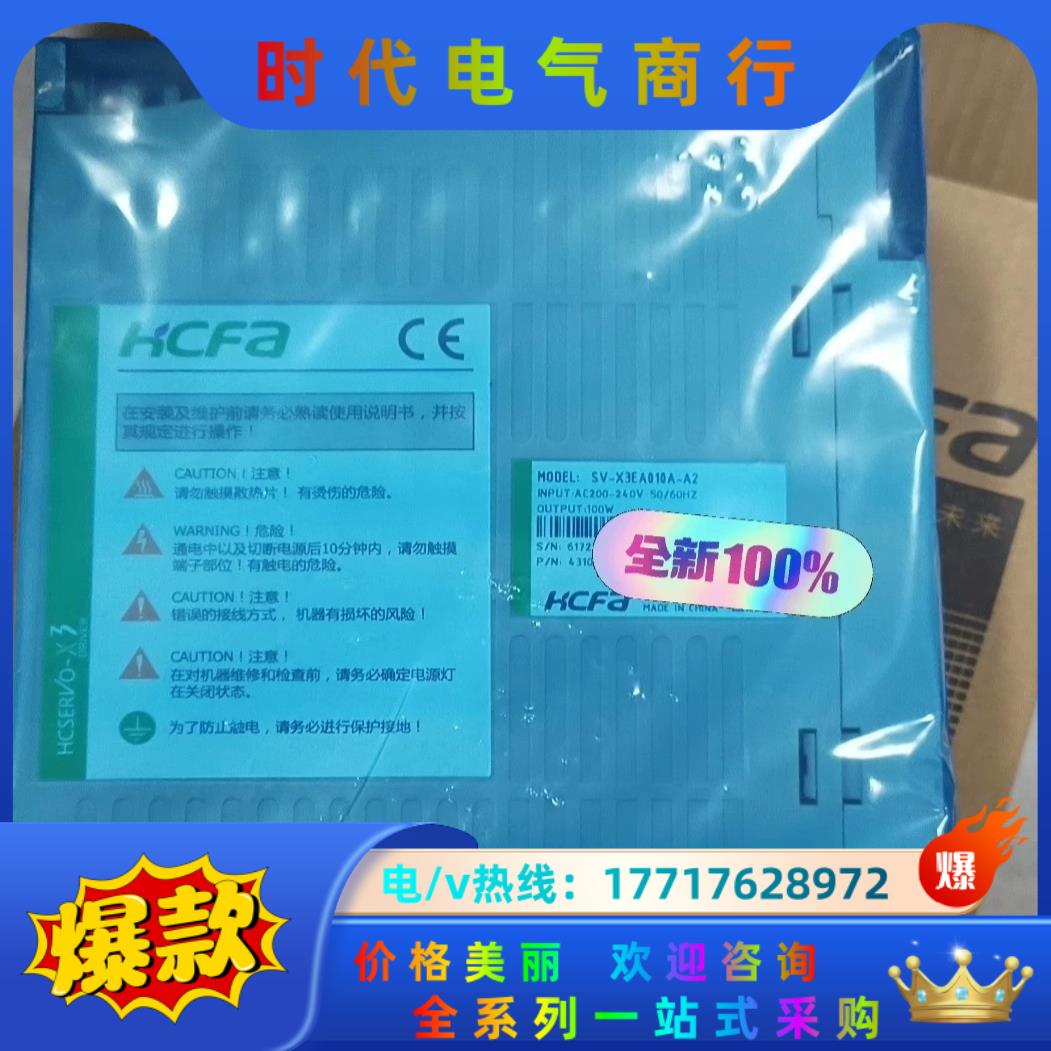 时代电气商行
HCFA
CE
在安装及维护前请务必熟读使用说明书，并按
其规定进行操作！
CAUTION！注意！
请勿触摸散热片！有烫伤的危险。
WARNING！危险！
通电中以及切断电源后10分钟内，请勿触摸
端子部位！有触电的危险。
CAUTION！注意！
错误的接线方式，机器有损坏的风险！
CAUTION！注意！
在对机器维修和检查前，请务必确定电源灯
在关闭状态。
为了防止触电，请务必进行保护接地！
HCSERVO-X3
DRIVER
MODEL: SV-X3EA010A-A2
INPUT:AC200-240V 50/60HZ
OUTPUT:100W
S/N: 6172
P/N: 4310
HCFA
MADE IN CHINA
全新100%
Fa
未来
爆款
电/v热线：17717628972
爆
价格美丽 欢迎咨询
全系列一站式采购